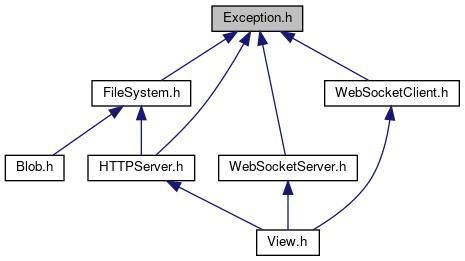 Exception.h
FileSystem.h
WebSocketClient.h
Blob.h
HTTPServer.h
WebSocketServer.h
View.h